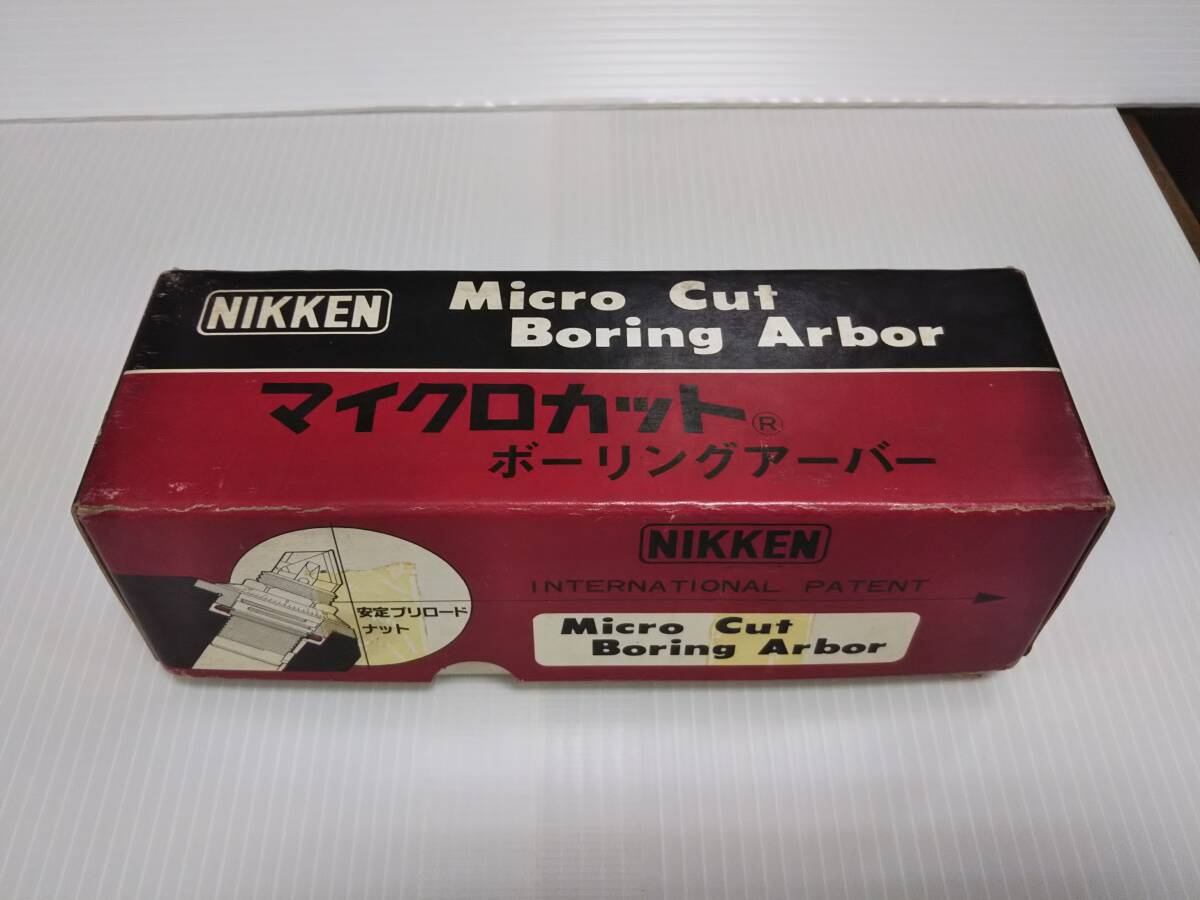 NIKKEN
Micro Cut
Boring Arbor
マイクロカット®
ボーリングアーバー
NIKKEN
INTERNATIONAL PATENT
Micro Cut
Boring Arbor
安定プリロード
ナット